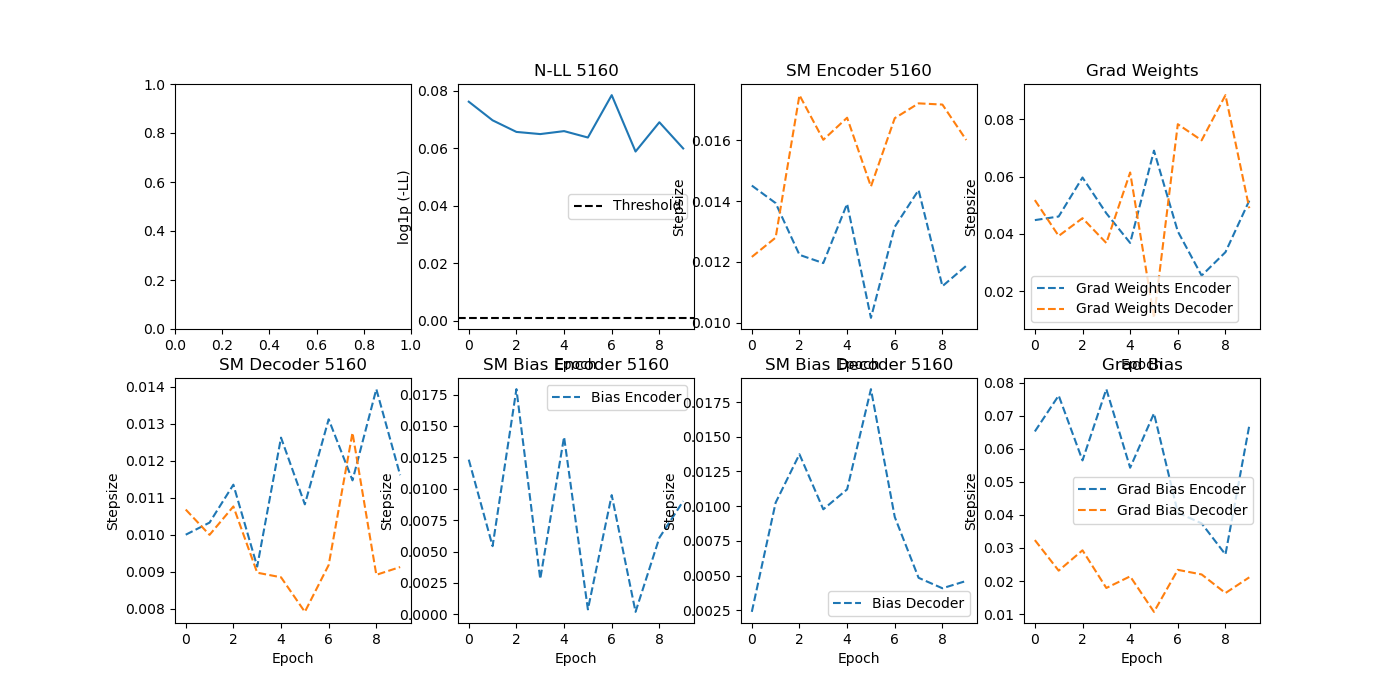 N-LL 5160
SM Encoder 5160
Grad Weights
1.0
0.8
0.6
0.4
0.2
0.0
0.0 0.2 0.4 0.6 0.8 1.0
log1p (-LL)
0.08
0.06
0.04
0.02
0.00
Threshold
0 2 4 6 8
Epoch
Stepsize
0.016
0.014
0.012
0.010
0 2 4 6 8
Epoch
Stepsize
0.08
0.06
0.04
0.02
Grad Weights Encoder
Grad Weights Decoder
0 2 4 6 8
Epoch
SM Decoder 5160
SM Bias Encoder 5160
SM Bias Decoder 5160
Grad Bias
Stepsize
0.014
0.013
0.012
0.011
0.010
0.009
0.008
0 2 4 6 8
Epoch
Stepsize
0.0175
0.0150
0.0125
0.0100
0.0075
0.0050
0.0025
0.0000
Bias Encoder
0 2 4 6 8
Epoch
Stepsize
0.0175
0.0150
0.0125
0.0100
0.0075
0.0050
0.0025
Bias Decoder
0 2 4 6 8
Epoch
Stepsize
0.08
0.07
0.06
0.05
0.04
0.03
0.02
0.01
Grad Bias Encoder
Grad Bias Decoder
0 2 4 6 8
Epoch